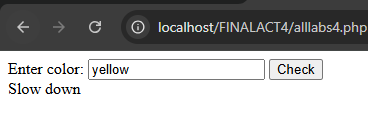 localhost/FINALACT4/alllabs4.php
Enter color: yellow Check
Slow down